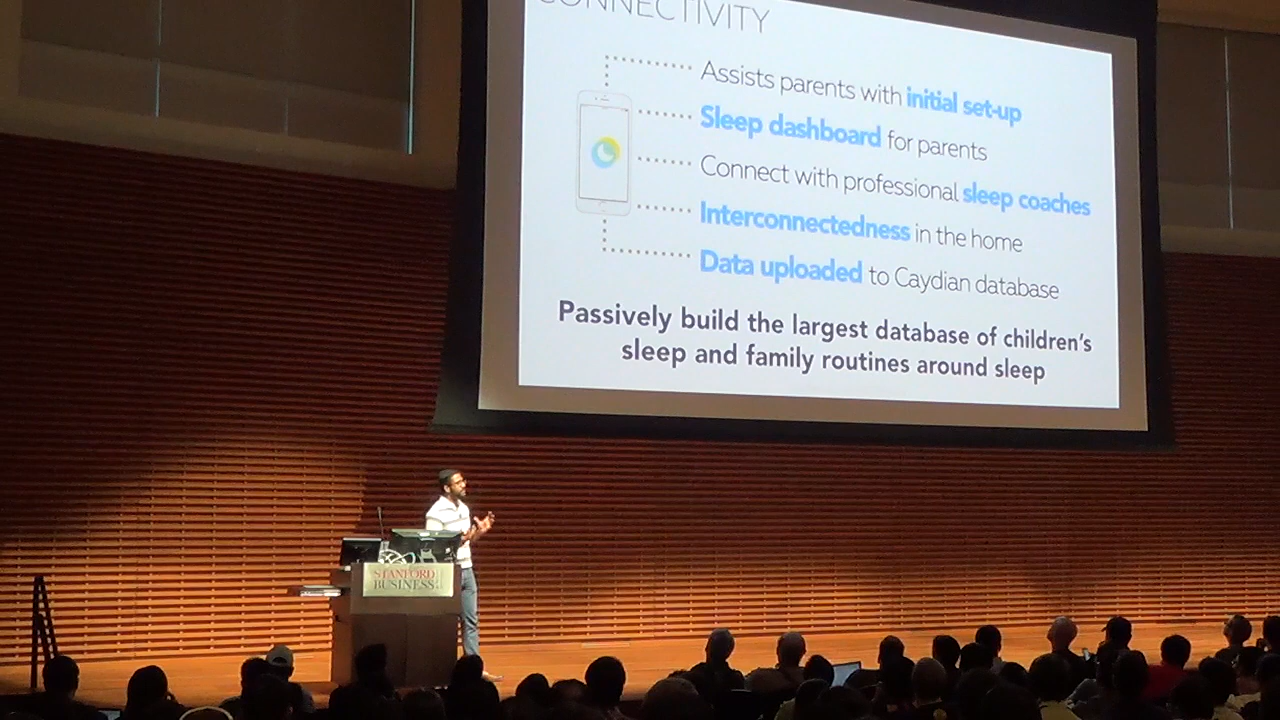 CONNECTIVITY
Assists parents with initial set-up
Sleep dashboard for parents
Connect with professional sleep coaches
Interconnectedness in the home
Data uploaded to Caydian database
Passively build the largest database of children's
sleep and family routines around sleep
STANFORD
BUSINESS